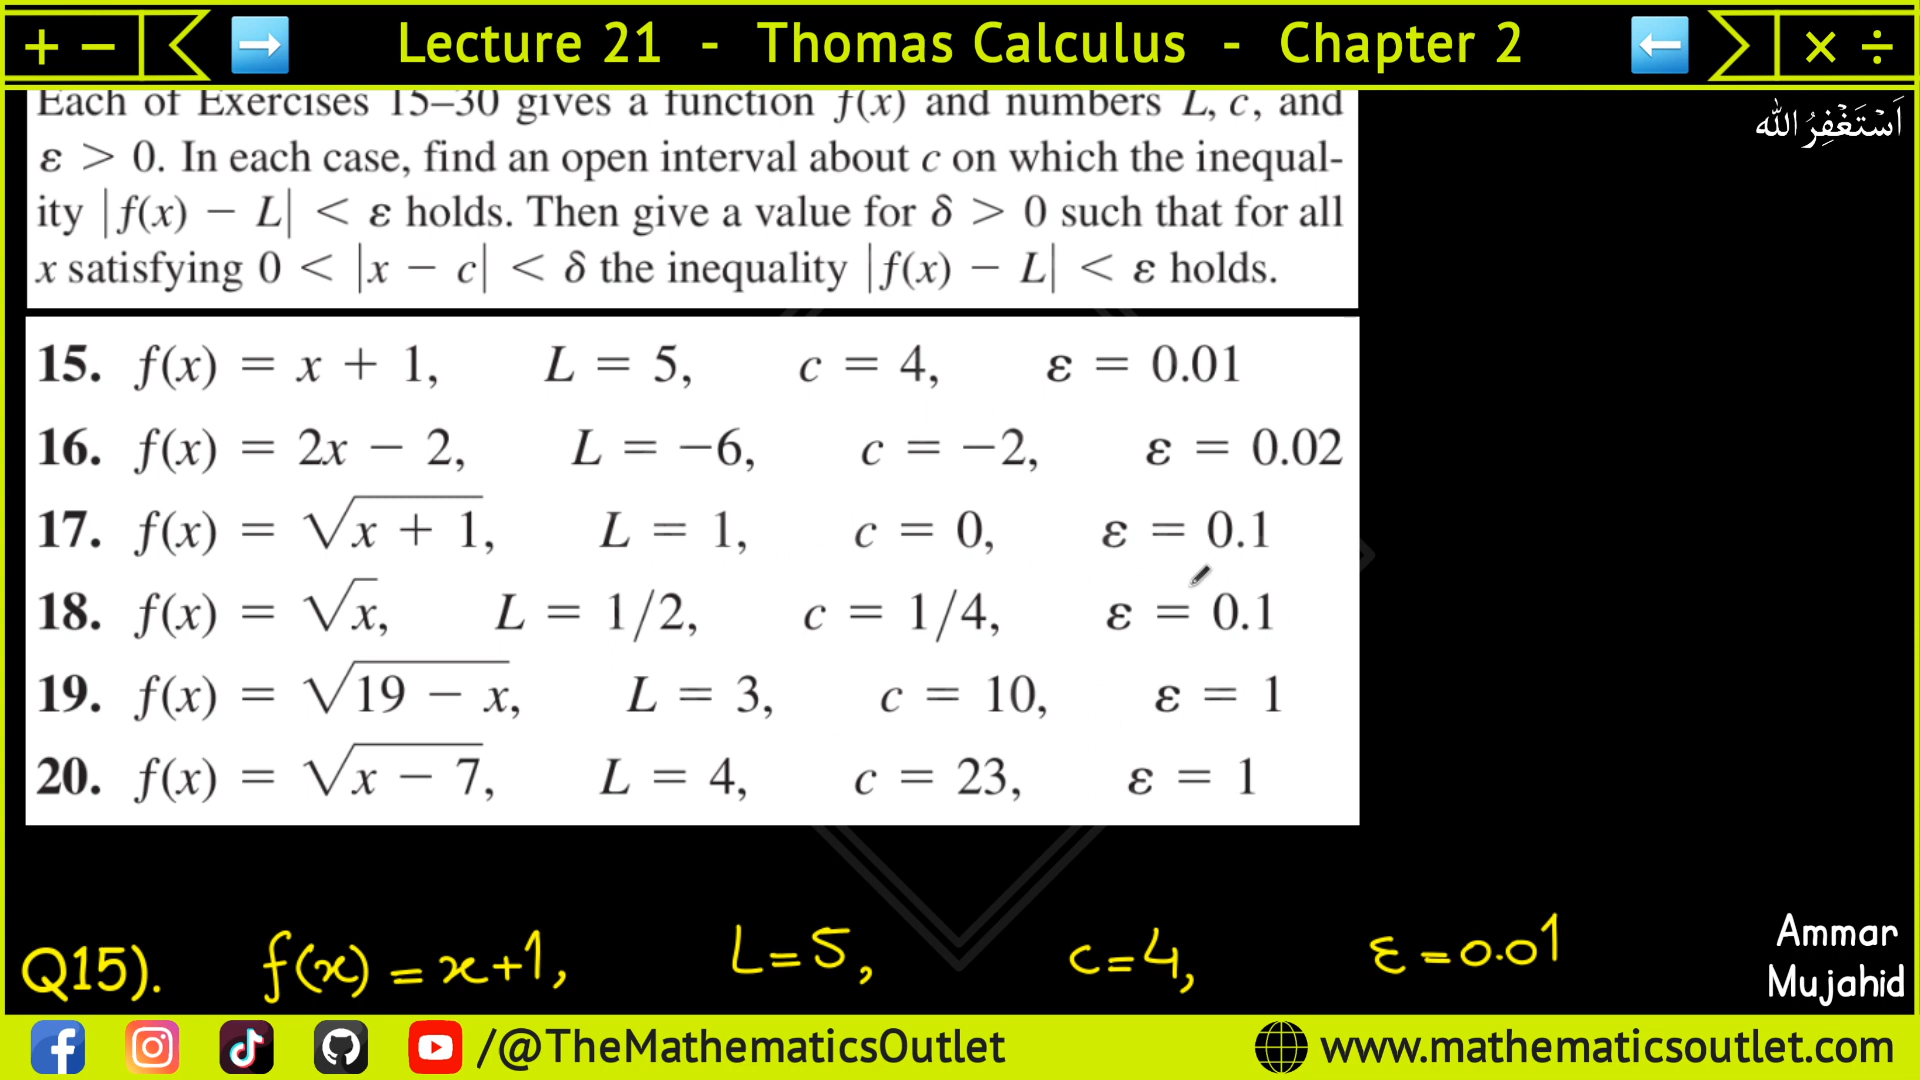 + − Lecture 21 - Thomas Calculus - Chapter 2 × ÷
Each of Exercises 15–30 gives a function f(x) and numbers L, c, and
ε > 0. In each case, find an open interval about c on which the inequal-
ity |f(x) − L| < ε holds. Then give a value for δ > 0 such that for all
x satisfying 0 < |x − c| < δ the inequality |f(x) − L| < ε holds.
اَسْتَغْفِرُ اللّٰه
15. f(x) = x + 1, L = 5, c = 4, ε = 0.01
16. f(x) = 2x − 2, L = −6, c = −2, ε = 0.02
17. f(x) = √(x + 1), L = 1, c = 0, ε = 0.1
18. f(x) = √x, L = 1/2, c = 1/4, ε = 0.1
19. f(x) = √(19 − x), L = 3, c = 10, ε = 1
20. f(x) = √(x − 7), L = 4, c = 23, ε = 1
Q15). f(x) = x+1, L=5, c=4, ε=0.01
Ammar
Mujahid
/@TheMathematicsOutlet www.mathematicsoutlet.com